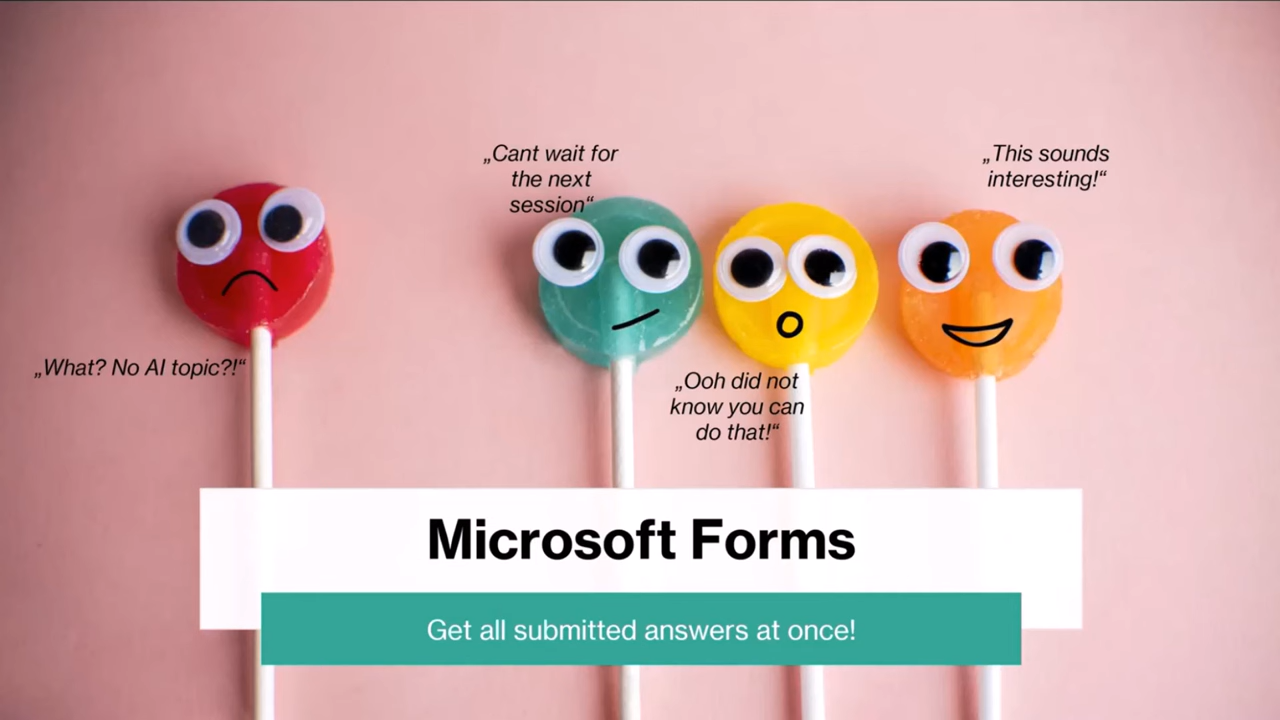 „Cant wait for
the next
session“
„This sounds
interesting!“
„What? No AI topic?!“
„Ooh did not
know you can
do that!“
Microsoft Forms
Get all submitted answers at once!